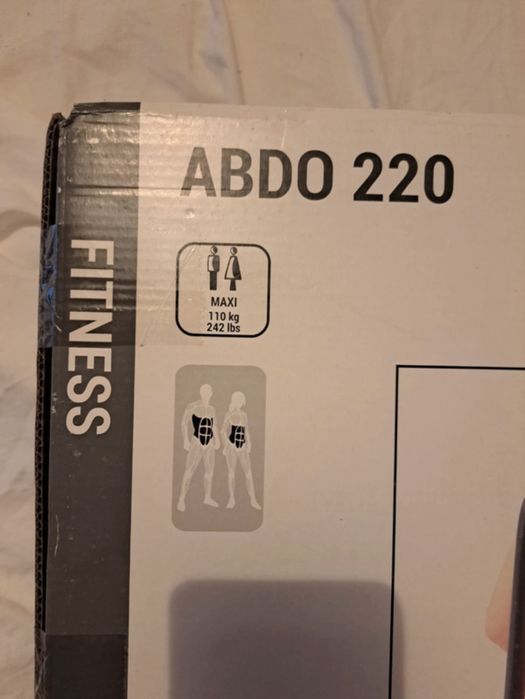 ABDO 220
MAXI
110 kg
242 lbs
FITNESS